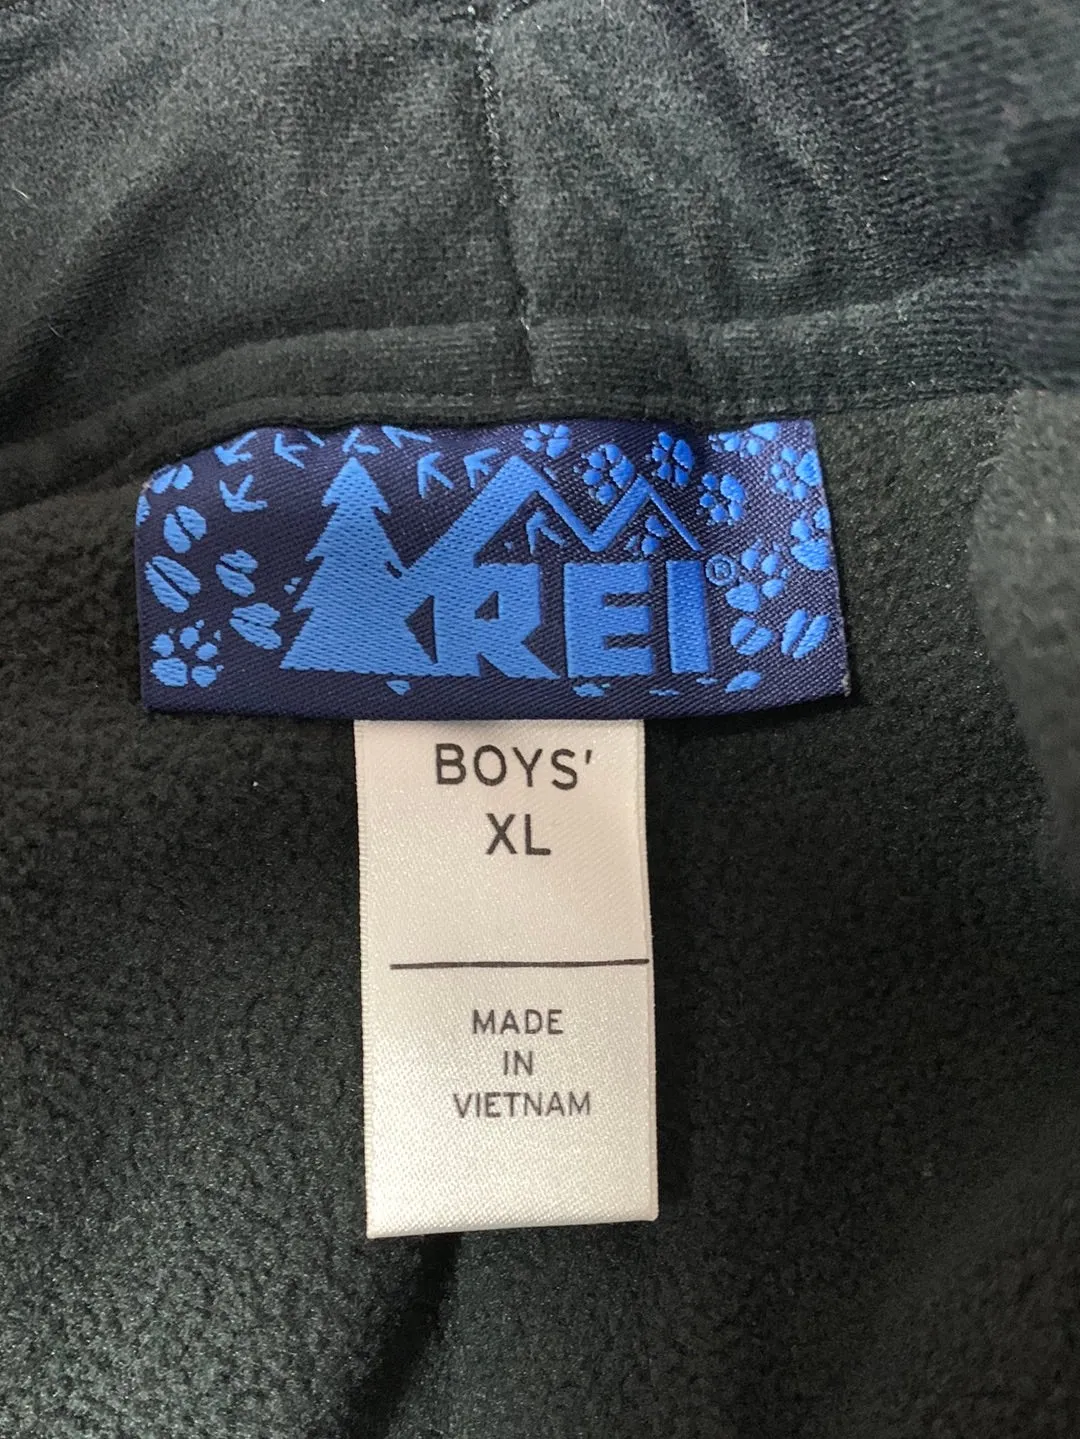 REI®
BOYS'
XL
MADE
IN
VIETNAM